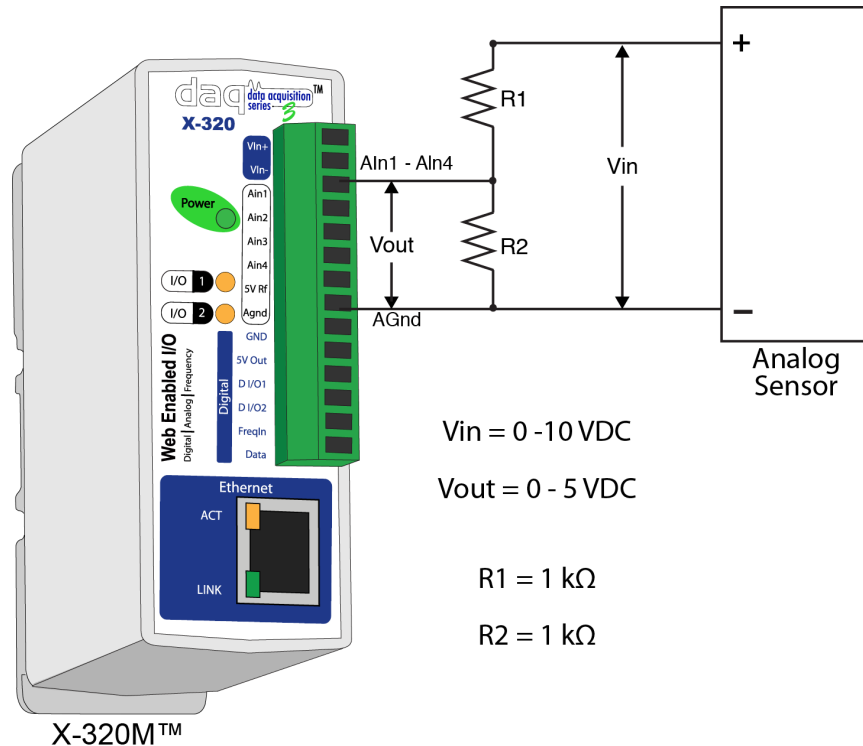 daq data acquisition series ™
3
X-320
VIn+
VIn-
Ain1
Ain2
Ain3
Ain4
5V Rf
Agnd
GND
5V Out
D I/O1
D I/O2
FreqIn
Data
Power
I/O 1
I/O 2
Web Enabled I/O
Digital | Analog | Frequency
Digital
Ethernet
ACT
LINK
X-320M™
AIn1 - AIn4
Vout
AGnd
R1
R2
Vin
+
−
Analog
Sensor
Vin = 0 -10 VDC
Vout = 0 - 5 VDC
R1 = 1 kΩ
R2 = 1 kΩ